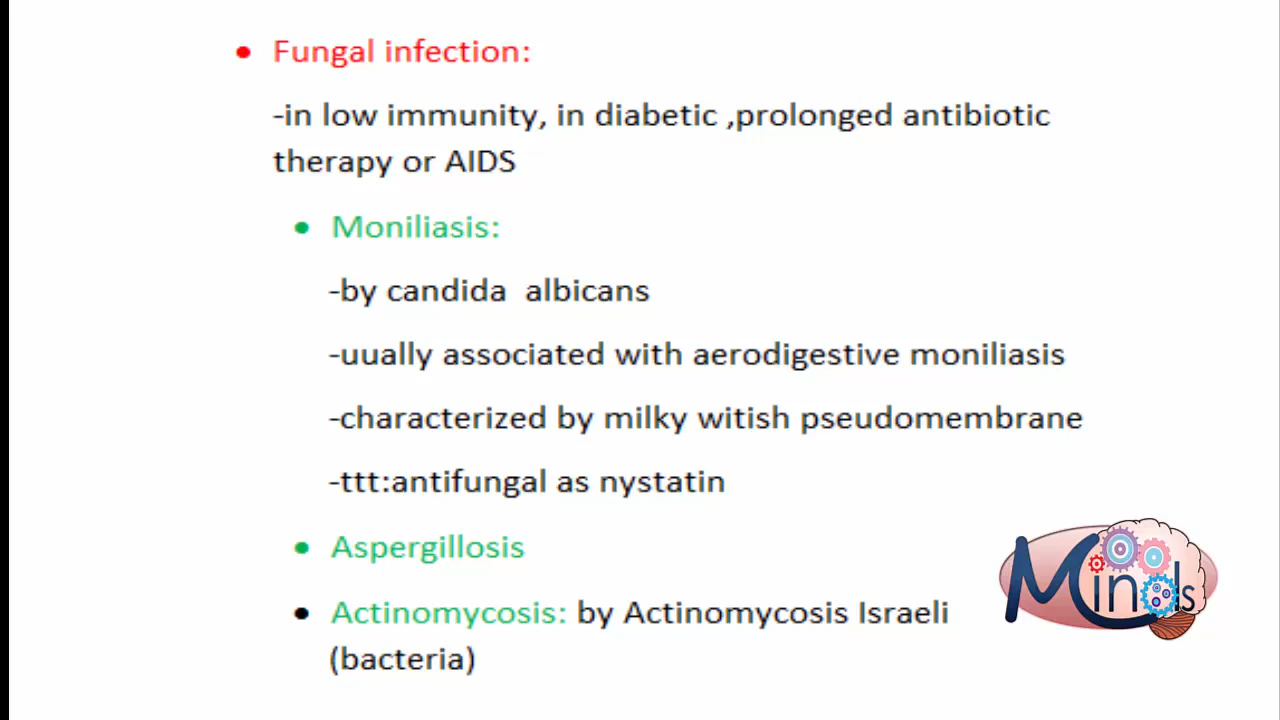 • Fungal infection:
-in low immunity, in diabetic ,prolonged antibiotic
therapy or AIDS
• Moniliasis:
-by candida  albicans
-uually associated with aerodigestive moniliasis
-characterized by milky witish pseudomembrane
-ttt:antifungal as nystatin
• Aspergillosis
• Actinomycosis: by Actinomycosis Israeli
(bacteria)
Minds